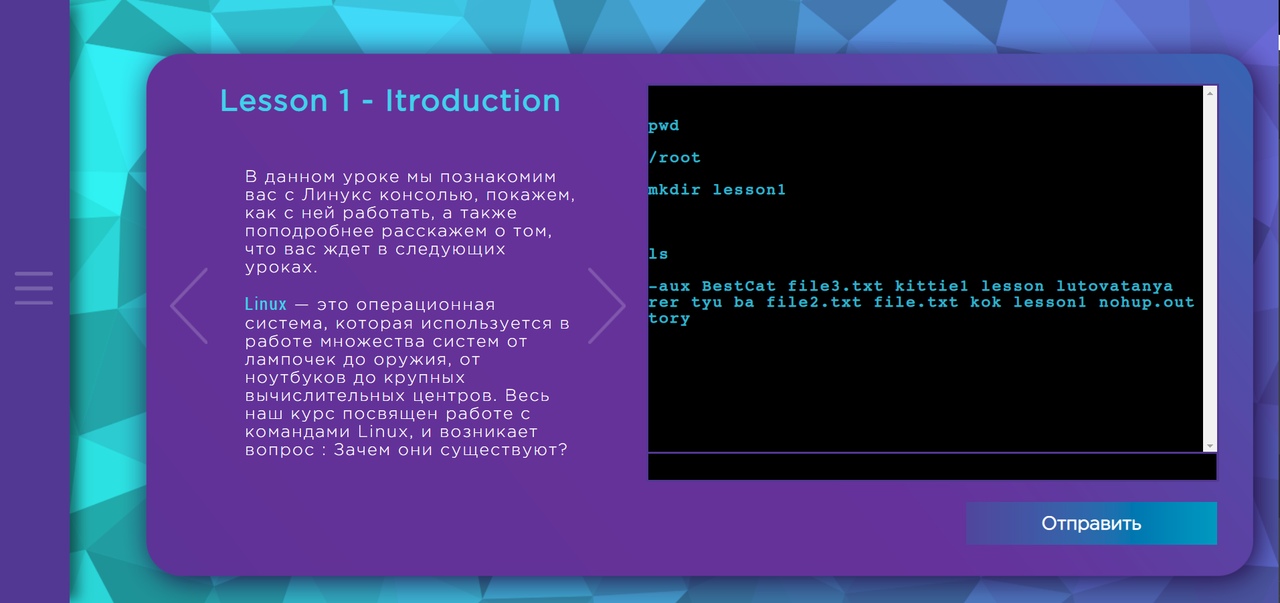 Lesson 1 - Itroduction
В данном уроке мы познакомим
вас с Линукс консолью, покажем,
как с ней работать, а также
поподробнее расскажем о том,
что вас ждет в следующих
уроках.
Linux — это операционная
система, которая используется в
работе множества систем от
лампочек до оружия, от
ноутбуков до крупных
вычислительных центров. Весь
наш курс посвящен работе с
командами Linux, и возникает
вопрос : Зачем они существуют?
pwd
/root
mkdir lesson1
ls
-aux BestCat file3.txt kittie1 lesson lutovatanya
rer tyu ba file2.txt file.txt kok lesson1 nohup.out
tory
Отправить